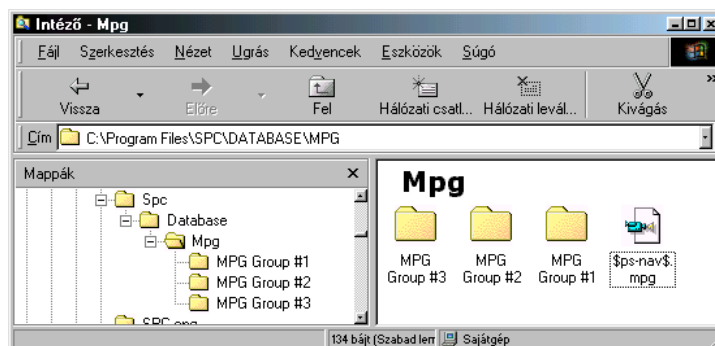 Intéző - Mpg
Fájl Szerkesztés Nézet Ugrás Kedvencek Eszközök Súgó
Vissza Előre Fel Hálózati csatl... Hálózati levál... Kivágás
Cím C:\Program Files\SPC\DATABASE\MPG
Mappák
Spc
Database
Mpg
MPG Group #1
MPG Group #2
MPG Group #3
Mpg
MPG Group #3
MPG Group #2
MPG Group #1
$ps-nav$.
mpg
134 bájt (Szabad lem Sajátgép